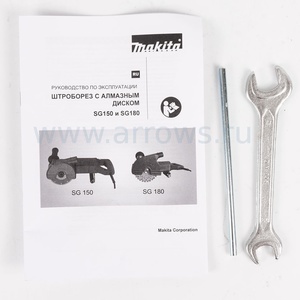 makita
RU
РУКОВОДСТВО ПО ЭКСПЛУАТАЦИИ
ШТРОБОРЕЗ С АЛМАЗНЫМ
ДИСКОМ
SG150 и SG180
www.arrows.ru
SG 150
SG 180
Makita Corporation